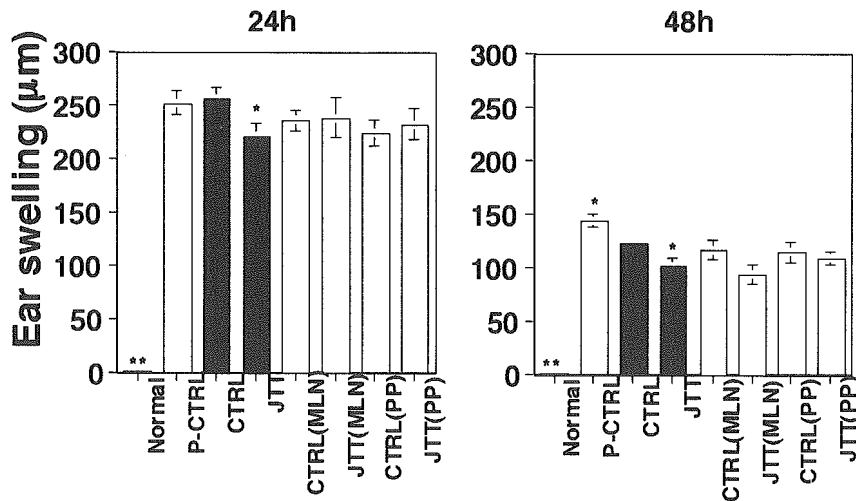 24h
48h
Ear swelling (μm)
300
250
200
150
100
50
0
**
*
Normal
P-CTRL
CTRL
JTT
CTRL(MLN)
JTT(MLN)
CTRL(PP)
JTT(PP)
300
250
200
150
100
50
0
**
*
*
Normal
P-CTRL
CTRL
JTT
CTRL(MLN)
JTT(MLN)
CTRL(PP)
JTT(PP)